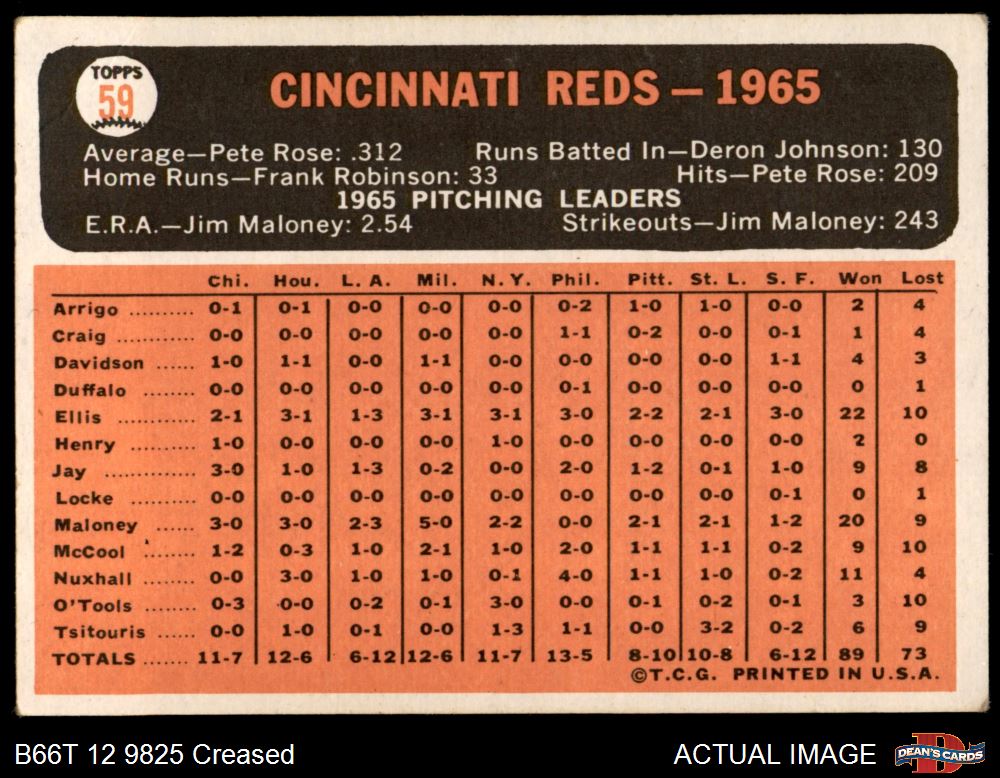 TOPPS
59
CINCINNATI REDS — 1965
Average—Pete Rose: .312 Runs Batted In—Deron Johnson: 130
Home Runs—Frank Robinson: 33 Hits—Pete Rose: 209
1965 PITCHING LEADERS
E.R.A.—Jim Maloney: 2.54 Strikeouts—Jim Maloney: 243
Chi. Hou. L. A. Mil. N. Y. Phil. Pitt. St. L. S. F. Won Lost
Arrigo .......... 0-1 0-1 0-0 0-0 0-0 0-2 1-0 1-0 0-0 2 4
Craig ............ 0-0 0-0 0-0 0-0 0-0 1-1 0-2 0-0 0-1 1 4
Davidson ...... 1-0 1-1 0-0 1-1 0-0 0-0 0-0 0-0 1-1 4 3
Duffalo ........ 0-0 0-0 0-0 0-0 0-0 0-1 0-0 0-0 0-0 0 1
Ellis ............ 2-1 3-1 1-3 3-1 3-1 3-0 2-2 2-1 3-0 22 10
Henry .......... 1-0 0-0 0-0 0-0 1-0 0-0 0-0 0-0 0-0 2 0
Jay .............. 3-0 1-0 1-3 0-2 0-0 2-0 1-2 0-1 1-0 9 8
Locke .......... 0-0 0-0 0-0 0-0 0-0 0-0 0-0 0-0 0-1 0 1
Maloney ...... 3-0 3-0 2-3 5-0 2-2 0-0 2-1 2-1 1-2 20 9
McCool ........ 1-2 0-3 1-0 2-1 1-0 2-0 1-1 1-1 0-2 9 10
Nuxhall ........ 0-0 3-0 1-0 1-0 0-1 4-0 1-1 1-0 0-2 11 4
O'Tools ........ 0-3 0-0 0-2 0-1 3-0 0-0 0-1 0-2 0-1 3 10
Tsitouris ...... 0-0 1-0 0-1 0-0 1-3 1-1 0-0 3-2 0-2 6 9
TOTALS ....... 11-7 12-6 6-12 12-6 11-7 13-5 8-10 10-8 6-12 89 73
©T.C.G. PRINTED IN U.S.A.
B66T 12 9825 Creased ACTUAL IMAGE DEAN'S CARDS